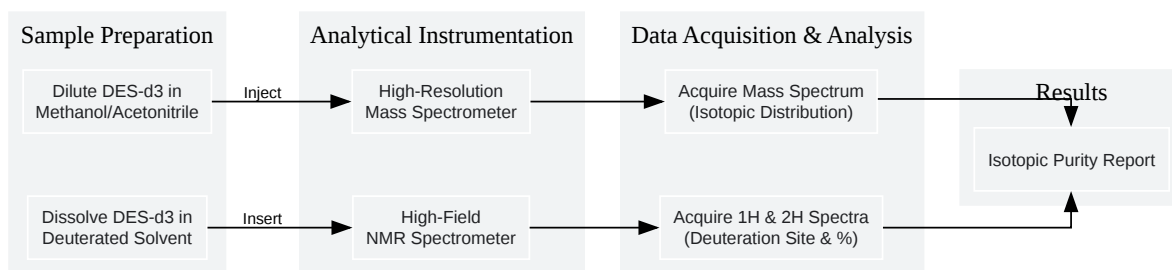 Sample Preparation
Dilute DES-d3 in
Methanol/Acetonitrile
Dissolve DES-d3 in
Deuterated Solvent
Inject
Insert
Analytical Instrumentation
High-Resolution
Mass Spectrometer
High-Field
NMR Spectrometer
Data Acquisition & Analysis
Acquire Mass Spectrum
(Isotopic Distribution)
Acquire 1H & 2H Spectra
(Deuteration Site & %)
Results
Isotopic Purity Report